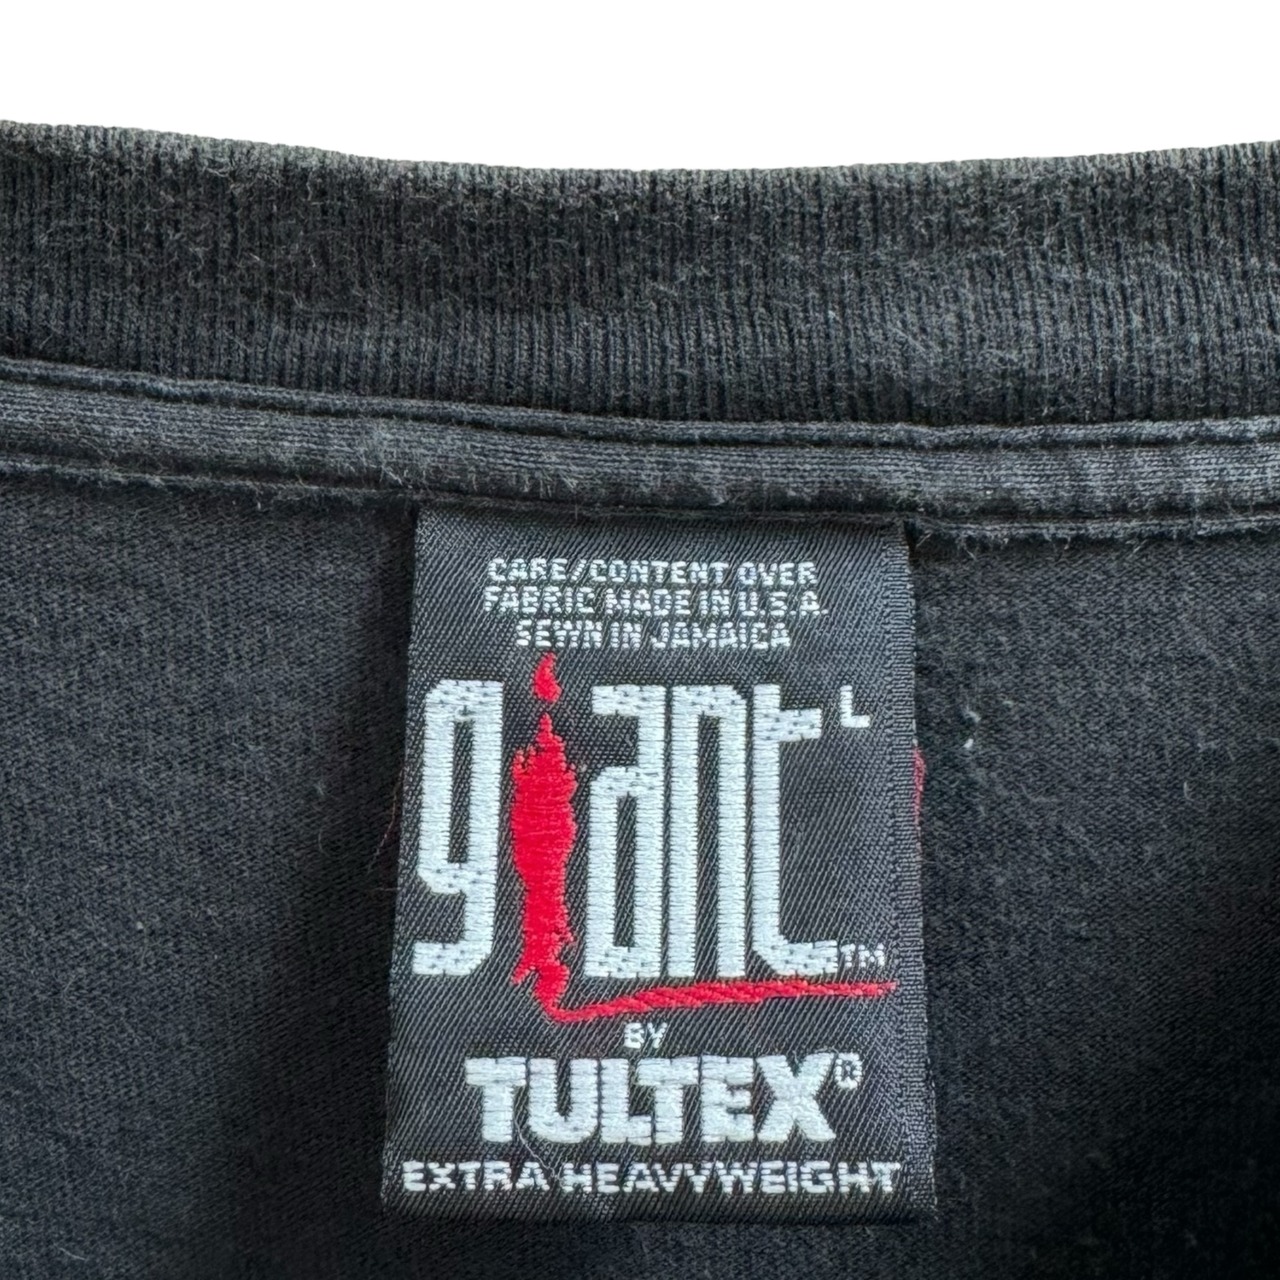 CARE/CONTENT OVER
FABRIC MADE IN U.S.A.
SEWN IN JAMAICA
giant L
TM
BY
TULTEX®
EXTRA HEAVYWEIGHT